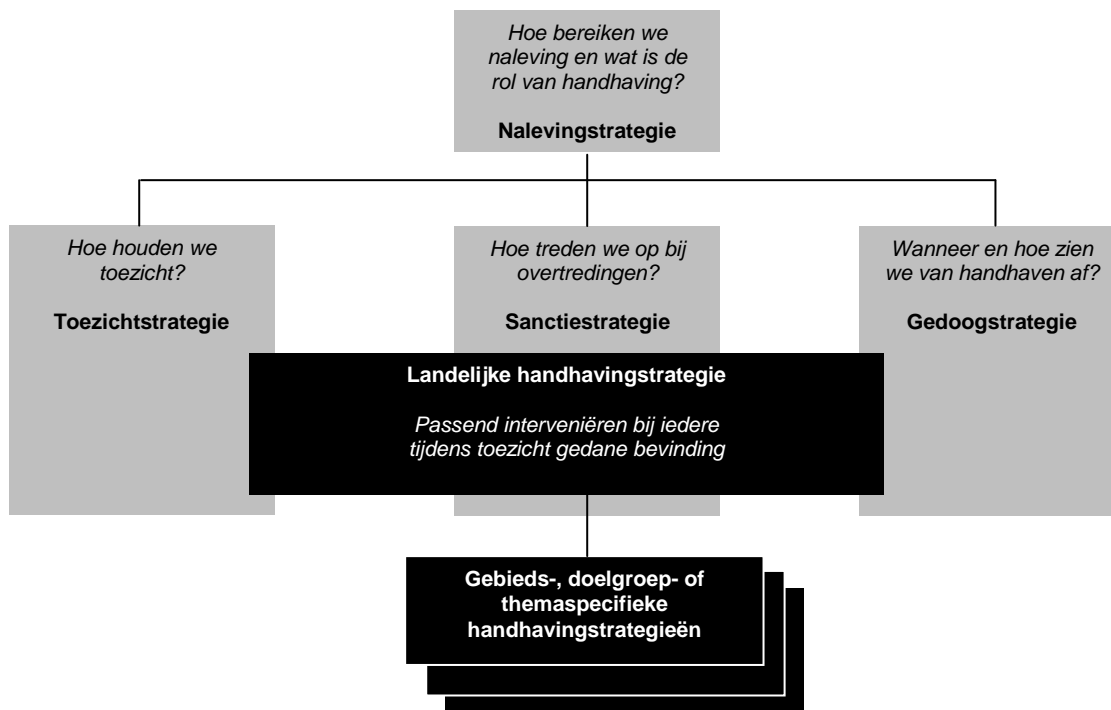 Hoe bereiken we
naleving en wat is de
rol van handhaving?
Nalevingstrategie
Hoe houden we
toezicht?
Toezichtstrategie
Hoe treden we op bij
overtredingen?
Sanctiestrategie
Wanneer en hoe zien
we van handhaven af?
Gedoogstrategie
Landelijke handhavingstrategie
Passend interveniëren bij iedere
tijdens toezicht gedane bevinding
Gebieds-, doelgroep- of
themaspecifieke
handhavingstrategieën